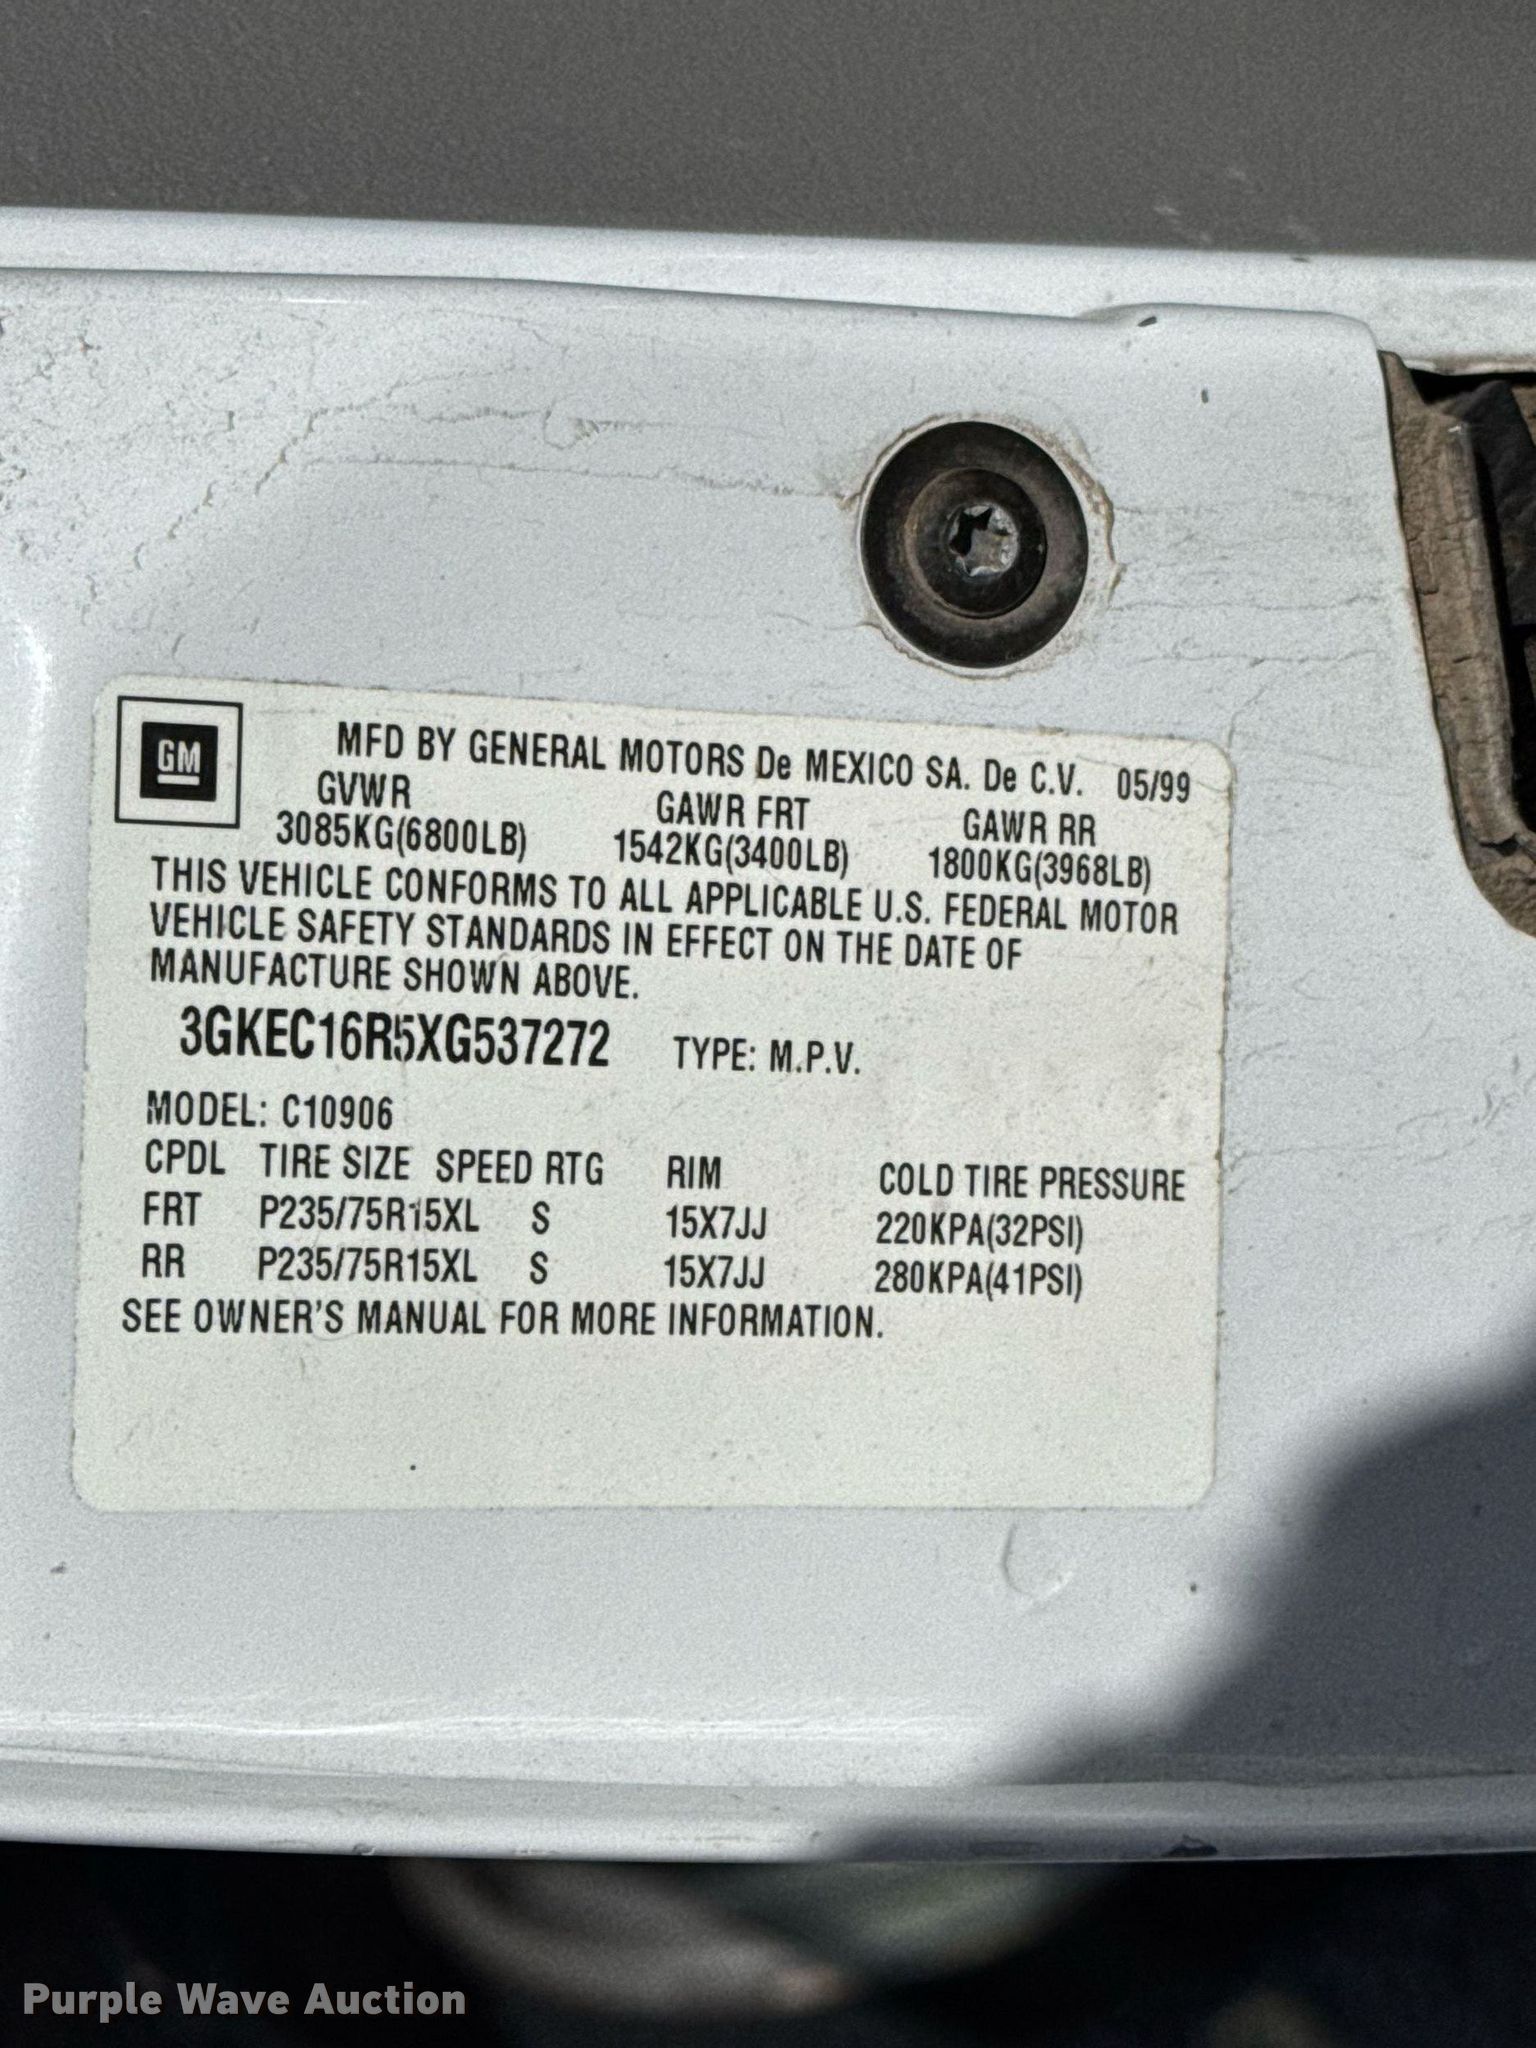 GM
MFD BY GENERAL MOTORS De MEXICO SA. De C.V. 05/99
GVWR GAWR FRT GAWR RR
3085KG(6800LB) 1542KG(3400LB) 1800KG(3968LB)
THIS VEHICLE CONFORMS TO ALL APPLICABLE U.S. FEDERAL MOTOR
VEHICLE SAFETY STANDARDS IN EFFECT ON THE DATE OF
MANUFACTURE SHOWN ABOVE.
3GKEC16R5XG537272 TYPE: M.P.V.
MODEL: C10906
CPDL TIRE SIZE SPEED RTG RIM COLD TIRE PRESSURE
FRT P235/75R15XL S 15X7JJ 220KPA(32PSI)
RR P235/75R15XL S 15X7JJ 280KPA(41PSI)
SEE OWNER'S MANUAL FOR MORE INFORMATION.
Purple Wave Auction